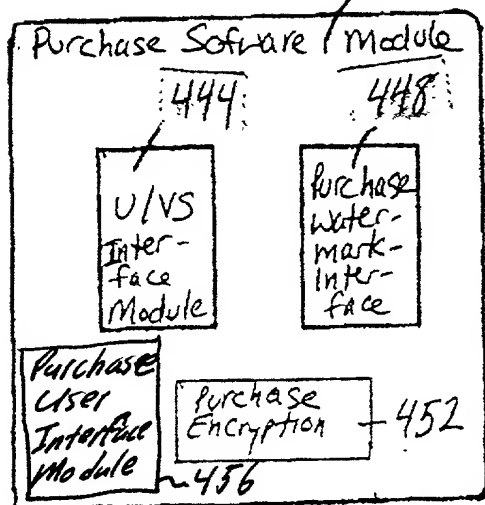 Purchase Sofware Module
444
448
U/VS
Inter-
face
Module
Purchase
Water-
mark-
Inter-
face
Purchase
User
Interface
Module
456
Purchase
Encryption
452